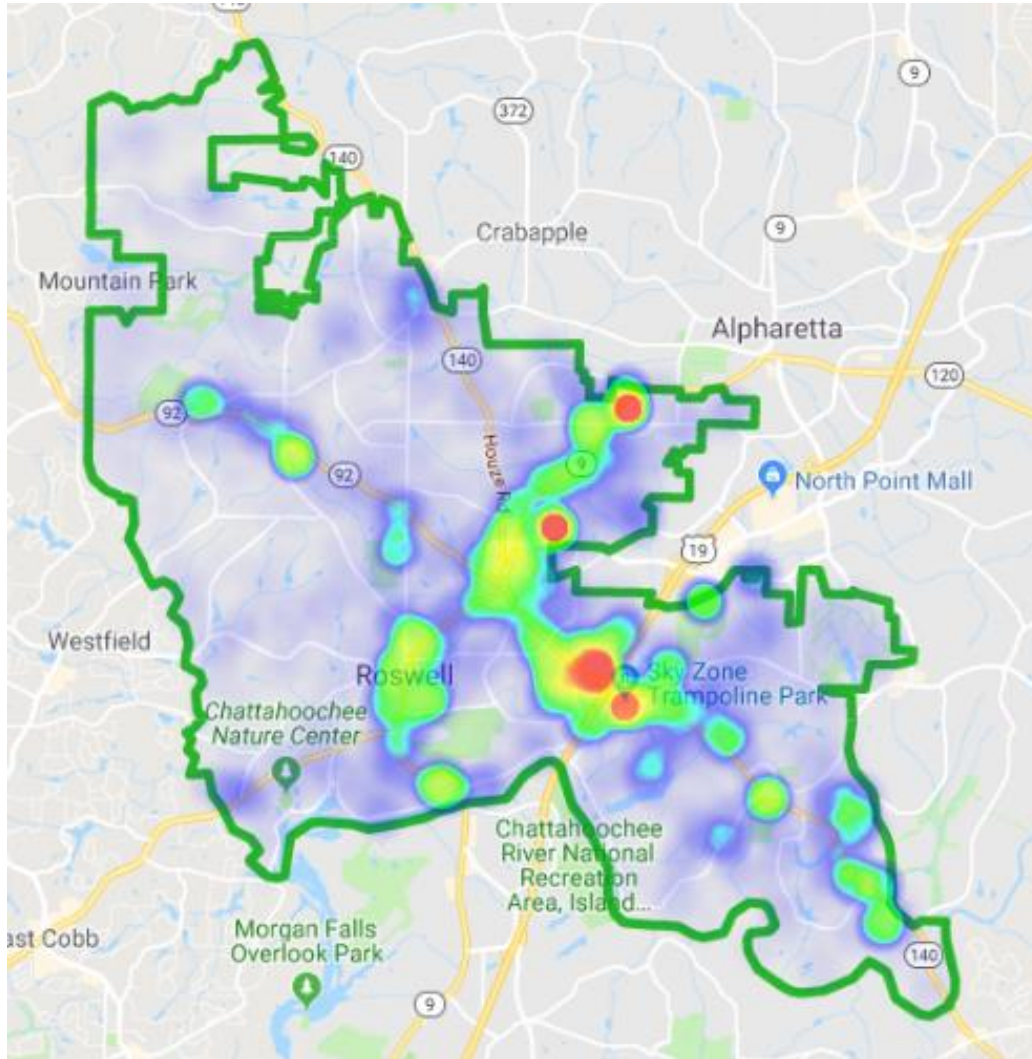 9
372
140
Crabapple
9
Mountain Park
Alpharetta
140
120
92
Houze Rd
9
92
North Point Mall
19
Westfield
Roswell
Sky Zone
Trampoline Park
Chattahoochee
Nature Center
Chattahoochee
River National
Recreation
Area, Island...
Morgan Falls
Overlook Park
ast Cobb
140
9